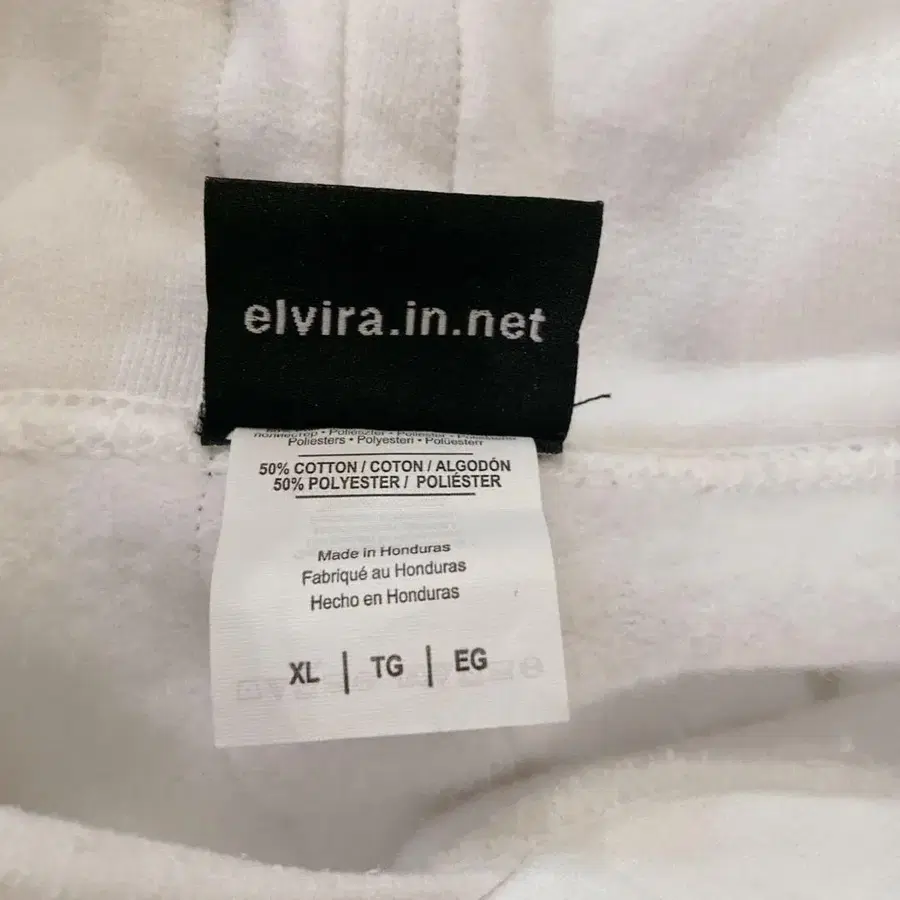 elvira.in.net
Poliesters • Polyesteri • Polüester
50% COTTON / COTON / ALGODÓN
50% POLYESTER / POLIÉSTER
Made in Honduras
Fabriqué au Honduras
Hecho en Honduras
XL | TG | EG